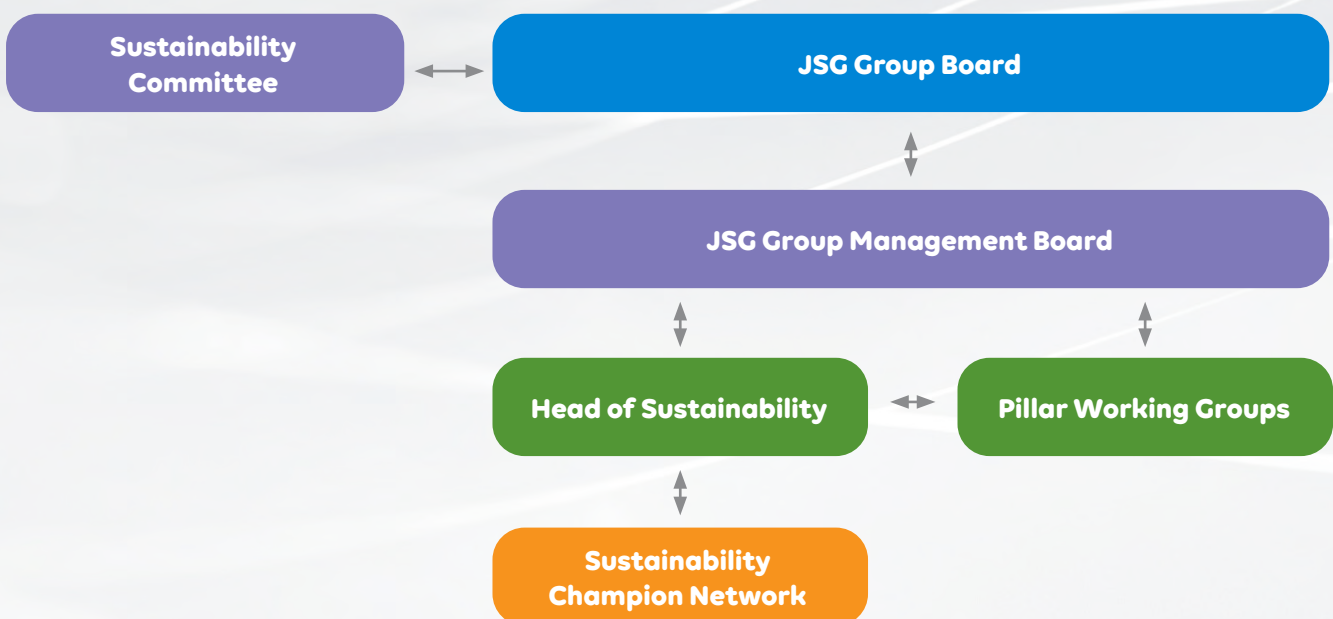 Sustainability
Committee
JSG Group Board
JSG Group Management Board
Head of Sustainability
Pillar Working Groups
Sustainability
Champion Network